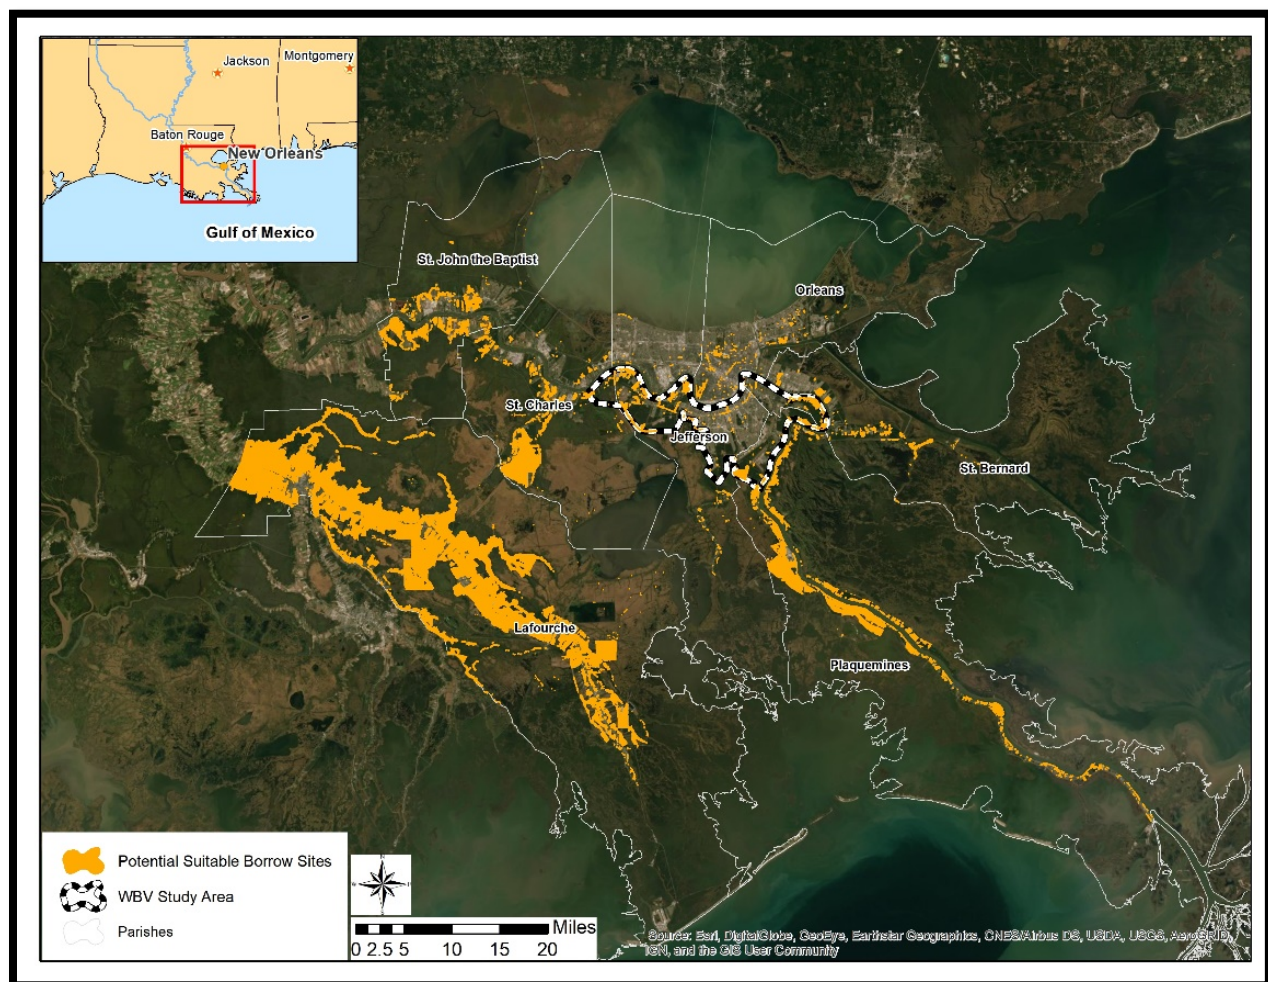 Jackson
Montgomery
Baton Rouge
New Orleans
Gulf of Mexico
St. John the Baptist
Orleans
St. Charles
Jefferson
St. Bernard
Lafourche
Plaquemines
Potential Suitable Borrow Sites
WBV Study Area
Parishes
N
W
E
S
Miles
0 2.5 5 10 15 20
Source: Esri, DigitalGlobe, GeoEye, Earthstar Geographics, CNES/Airbus DS, USDA, USGS, AeroGRID,
IGN, and the GIS User Community